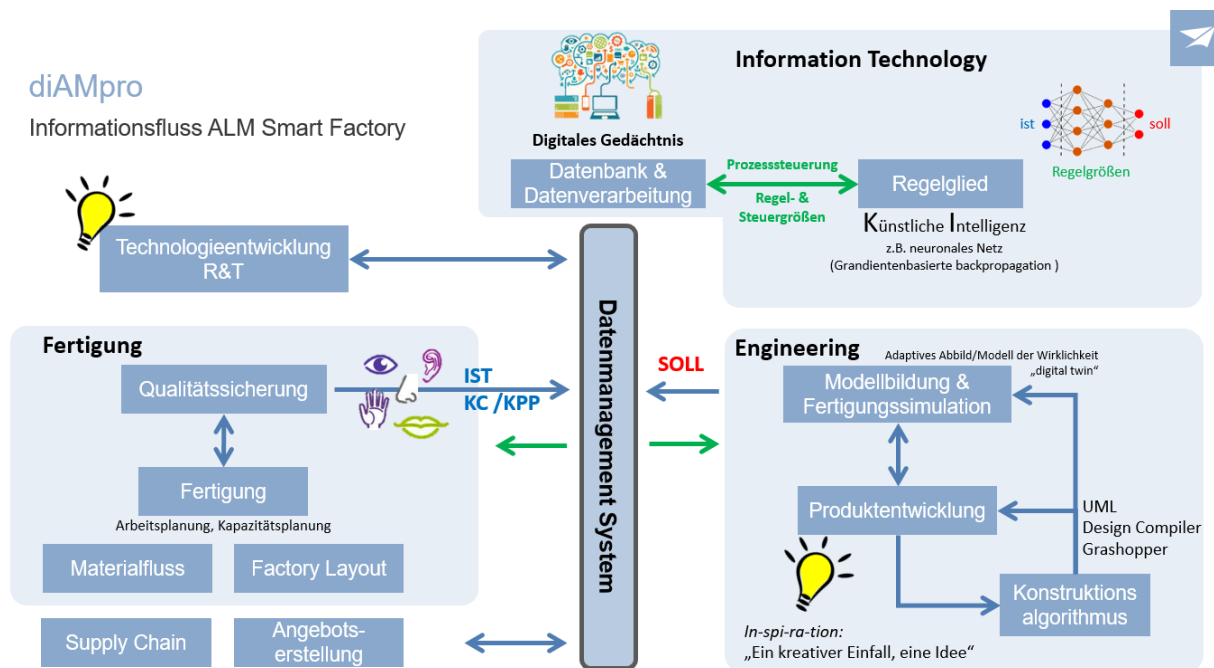 diAMpro
Informationsfluss ALM Smart Factory
Information Technology
Digitales Gedächtnis
Datenbank &
Datenverarbeitung
Prozessteuerung
Regel- &
Steuergrößen
Regelglied
ist
soll
Regelgrößen
Künstliche Intelligenz
z.B. neuronales Netz
(Grandientenbasierte backpropagation )
Technologieentwicklung
R&T
Datenmanagement System
Fertigung
Qualitätssicherung
IST
KC /KPP
Fertigung
Arbeitsplanung, Kapazitätsplanung
Materialfluss
Factory Layout
Supply Chain
Angebots-
erstellung
SOLL
Engineering
Adaptives Abbild/Modell der Wirklichkeit
„digital twin“
Modellbildung &
Fertigungssimulation
Produktentwicklung
UML
Design Compiler
Grashopper
Konstruktions
algorithmus
In-spi-ra-tion:
„Ein kreativer Einfall, eine Idee“